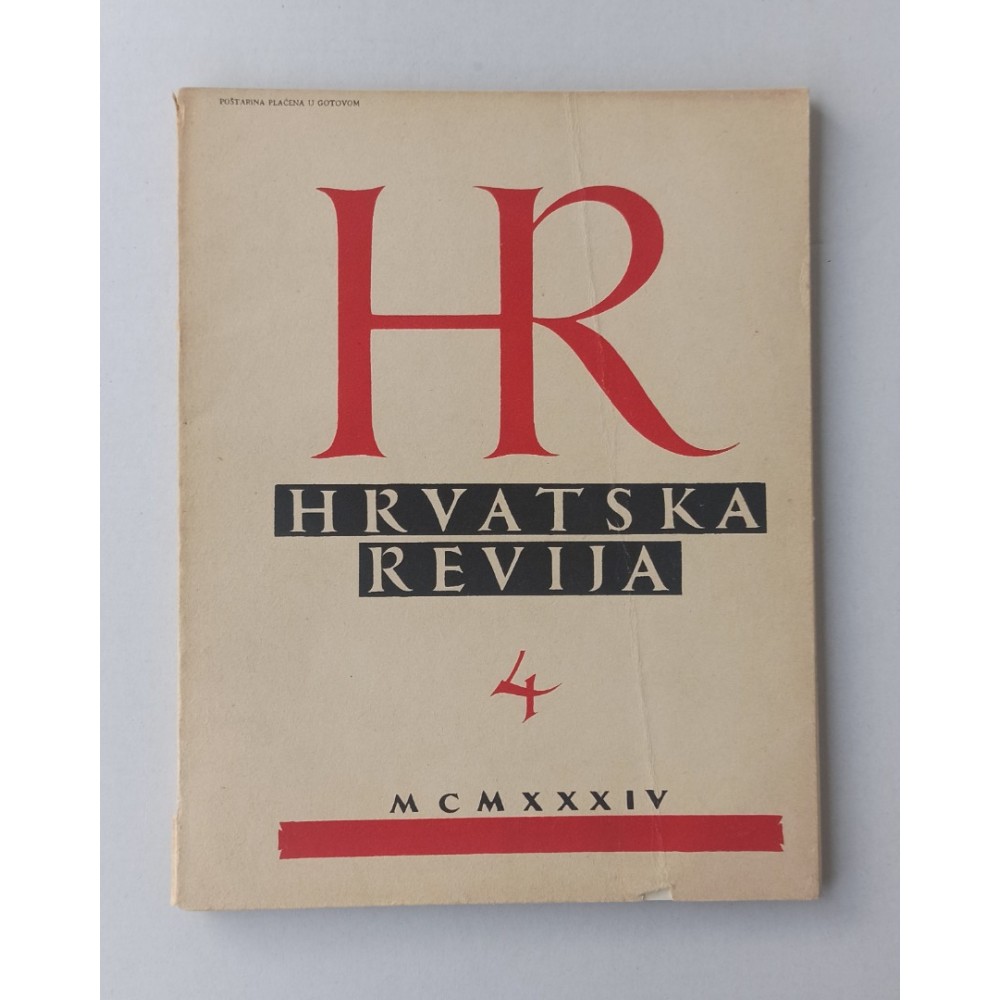 POŠTARINA PLAĆENA U GOTOVOM
HR
HRVATSKA
REVIJA
4
MCMXXXIV